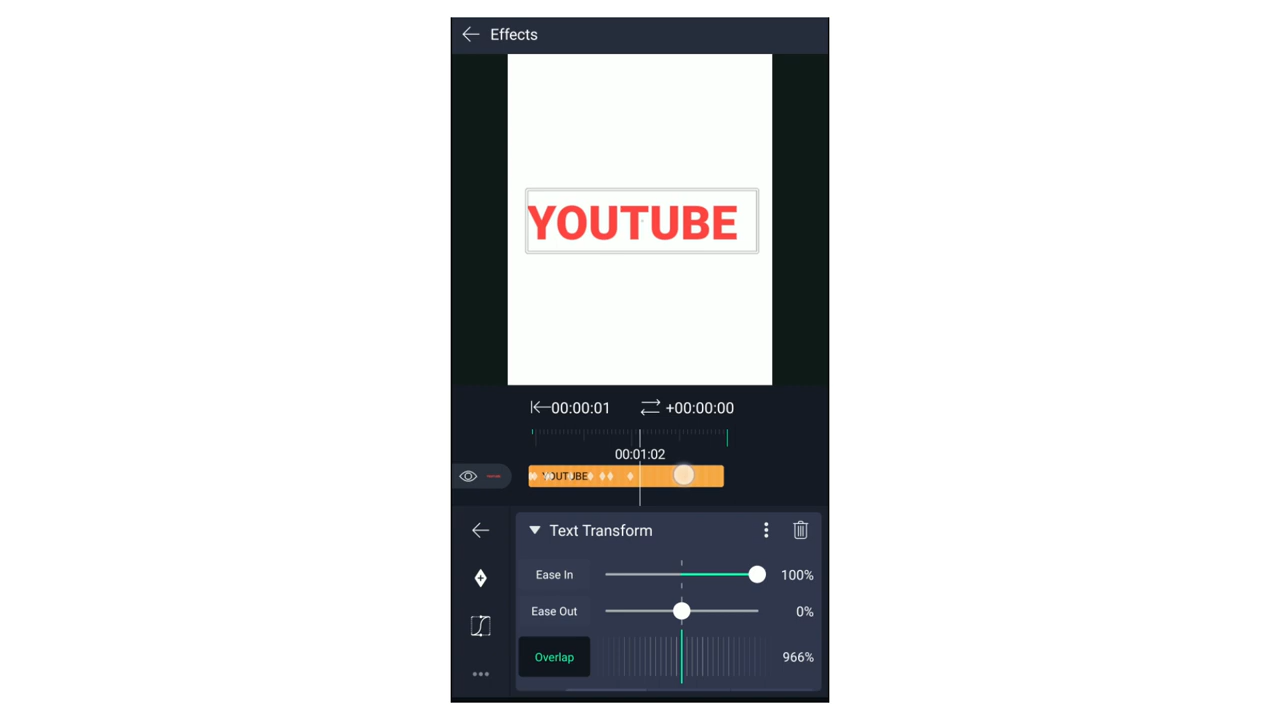 Effects
YOUTUBE
00:00:01 +00:00:00
00:01:02
YOUTUBE
Text Transform
Ease In 100%
Ease Out 0%
Overlap 966%